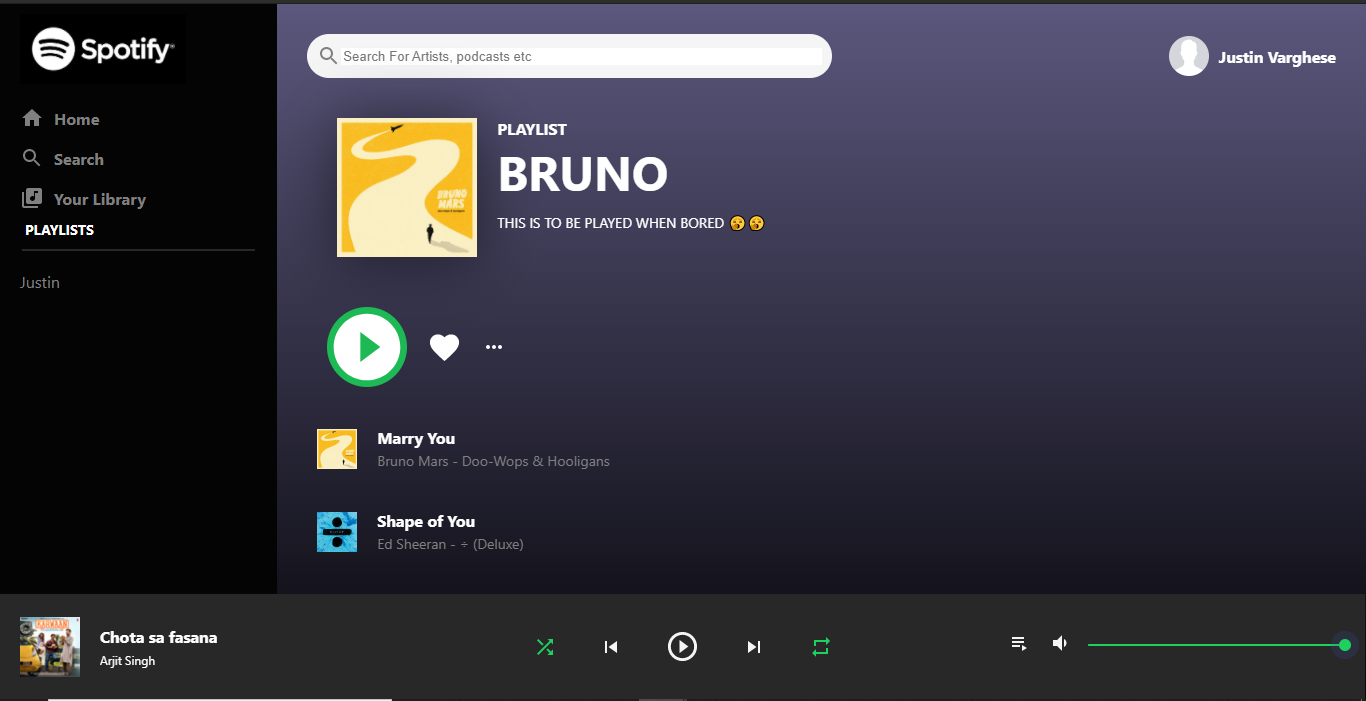 Spotify®
Home
Search
Your Library
PLAYLISTS
Justin
Search For Artists, podcasts etc
Justin Varghese
BRUNO
MARS
PLAYLIST
BRUNO
THIS IS TO BE PLAYED WHEN BORED 😲😲
Marry You
Bruno Mars - Doo-Wops & Hooligans
Shape of You
Ed Sheeran - ÷ (Deluxe)
KARWAAN
Chota sa fasana
Arjit Singh